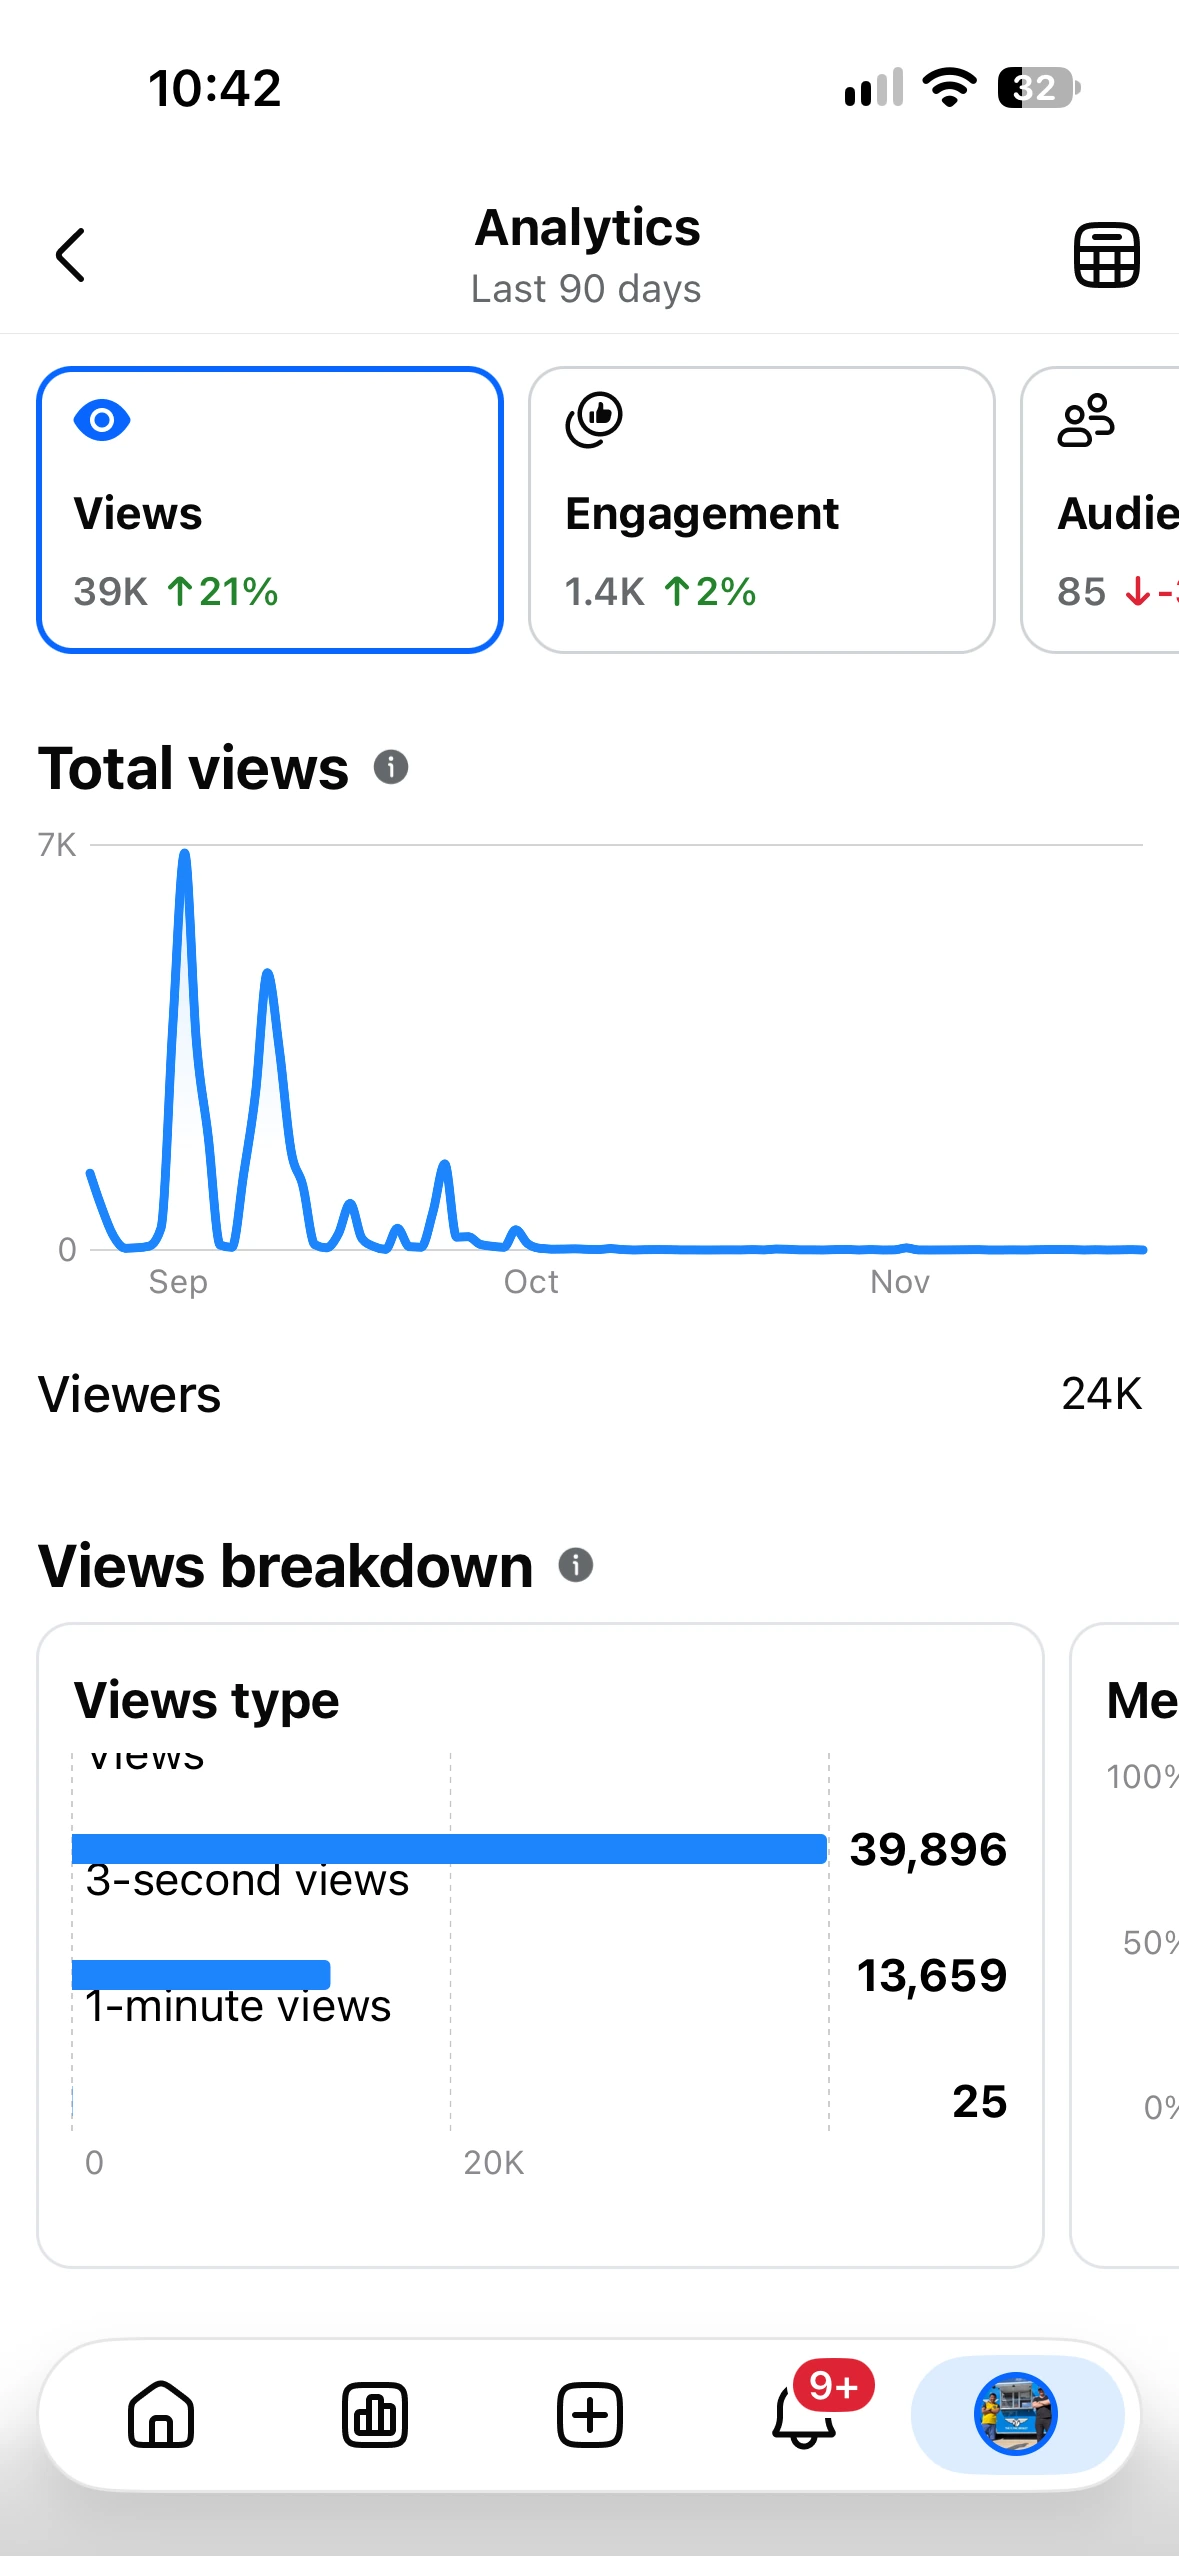 10:42
32
Analytics
Last 90 days
Views
39K ↑21%
Engagement
1.4K ↑2%
Audie
85 ↓-
Total views
7K
0
Sep Oct Nov
Viewers 24K
Views breakdown
Views type
Views
39,896
3-second views
13,659
1-minute views
25
0 20K
Me
100%
50%
0%
9+